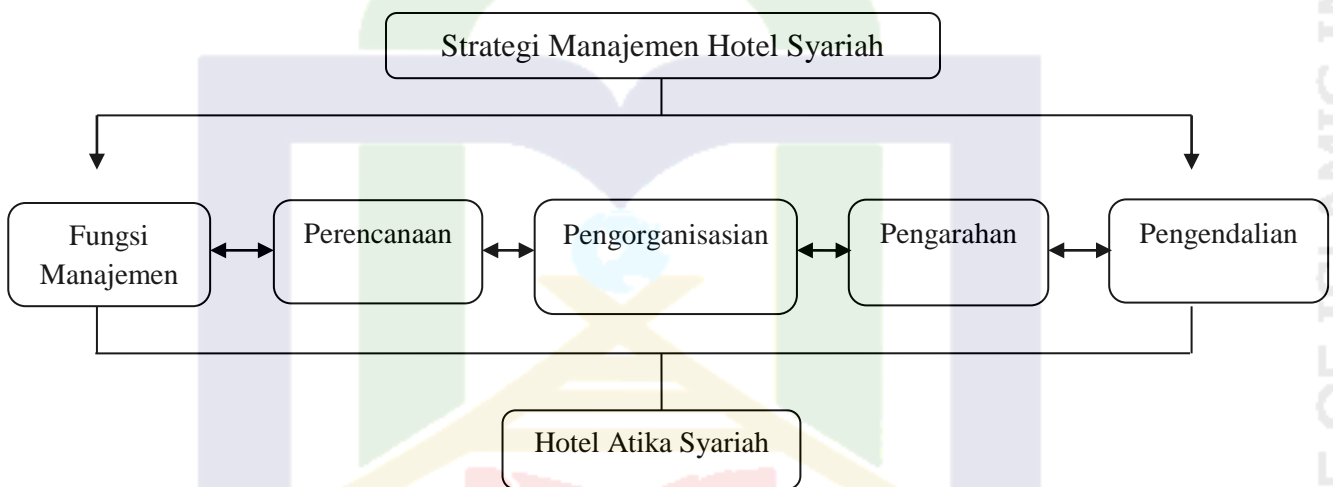 Strategi Manajemen Hotel Syariah
Fungsi
Manajemen
Perencanaan
Pengorganisasian
Pengarahan
Pengendalian
Hotel Atika Syariah